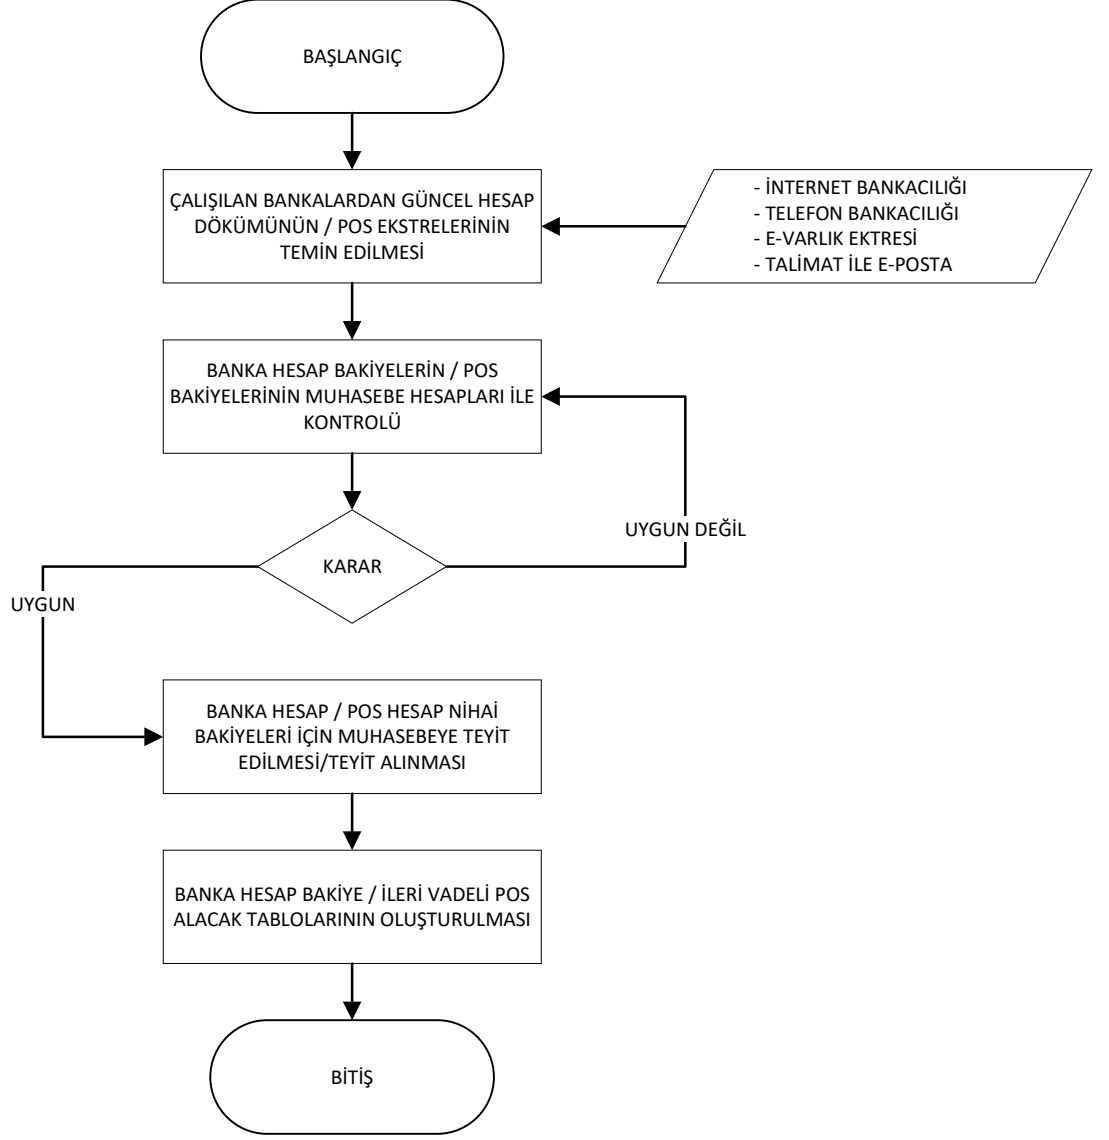 BAŞLANGIÇ
ÇALIŞILAN BANKALARDAN GÜNCEL HESAP
DÖKÜMÜNÜN / POS EKSTRELERİNİN
TEMİN EDİLMESİ
- İNTERNET BANKACILIĞI
- TELEFON BANKACILIĞI
- E-VARLIK EKTRESİ
- TALİMAT İLE E-POSTA
BANKA HESAP BAKİYELERİN / POS
BAKİYELERİNİN MUHASEBE HESAPLARI İLE
KONTROLÜ
UYGUN DEĞİL
KARAR
UYGUN
BANKA HESAP / POS HESAP NİHAİ
BAKİYELERİ İÇİN MUHASEBEYE TEYİT
EDİLMESİ/TEYİT ALINMASI
BANKA HESAP BAKİYE / İLERİ VADELİ POS
ALACAK TABLOLARININ OLUŞTURULMASI
BİTİŞ